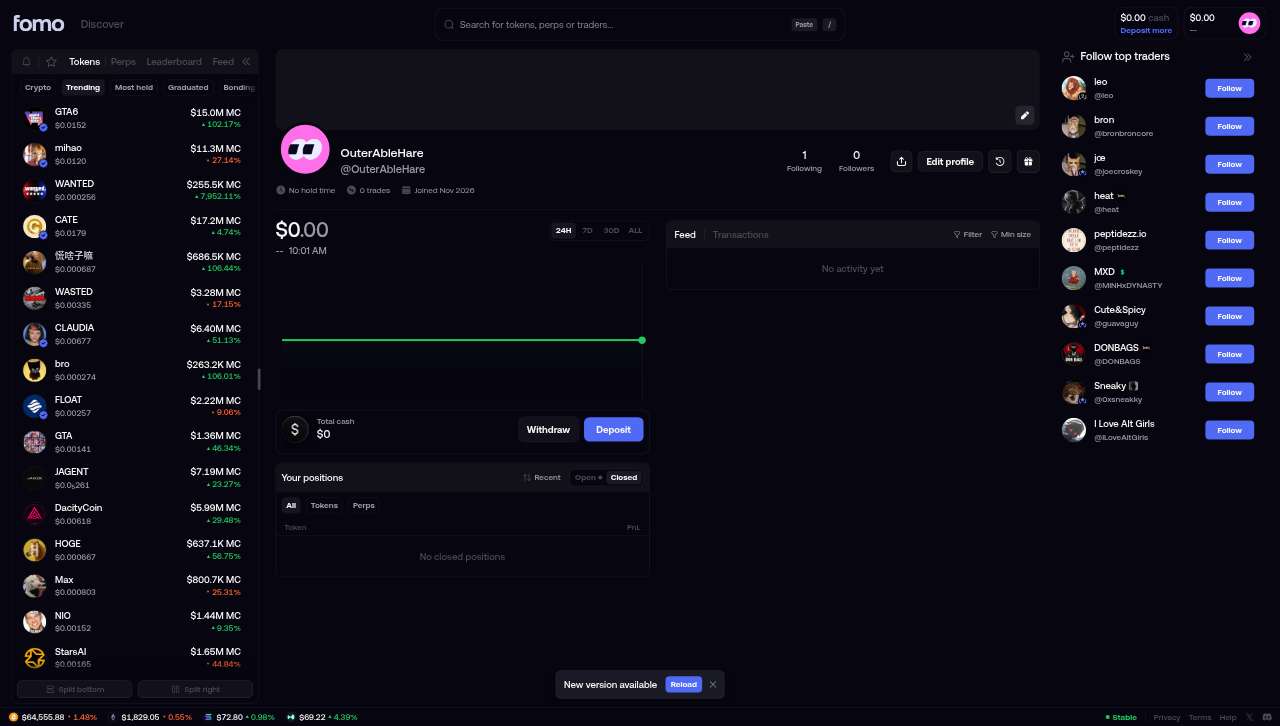 fomo
Discover
Search for tokens, perps or traders...
Paste
/
$0.00 cash
Deposit more
$0.00
—
Tokens Perps Leaderboard Feed
Crypto Trending Most held Graduated Bonding
GTA6 $15.0M MC
$0.0152 102.17%
mihao $11.3M MC
$0.0120 27.14%
WANTED $255.5K MC
$0.000256 7,952.11%
CATE $17.2M MC
$0.0179 4.74%
慌啥子嘛 $686.5K MC
$0.000687 106.44%
WASTED $3.28M MC
$0.00335 17.15%
CLAUDIA $6.40M MC
$0.00677 51.13%
bro $263.2K MC
$0.000274 106.01%
FLOAT $2.22M MC
$0.00257 9.06%
GTA $1.36M MC
$0.00141 46.34%
JAGENT $7.19M MC
$23.27%
DacityCoin $5.99M MC
$0.00618 29.48%
HOGE $637.1K MC
$0.000667 56.75%
Max $800.7K MC
$0.000803 25.31%
NIO $1.44M MC
$0.00152 9.35%
StarsAI $1.65M MC
$0.00165 44.84%
Split bottom Split right
OuterAbleHare
@OuterAbleHare
No hold time 0 trades Joined Nov 2026
1 Following
0 Followers
Edit profile
$0.00
-- 10:01 AM
24H 7D 30D ALL
$
Total cash
$0
Withdraw Deposit
Your positions
Recent Open Closed
All Tokens Perps
Token PnL
No closed positions
Feed Transactions
Filter Min size
No activity yet
Follow top traders
leo
@leo
Follow
bron
@bronbroncore
Follow
joe
@joecroskey
Follow
heat
@heat
Follow
peptidezz.io
@peptidezz
Follow
MXD
@MINHxDYNASTY
Follow
Cute&Spicy
@guavaguy
Follow
DONBAGS
@DONBAGS
Follow
Sneaky
@0xsneakky
Follow
I Love Alt Girls
@ILoveAltGirls
Follow
New version available Reload
$64,555.88 1.48% $1,829.05 0.55% $72.80 0.98% $69.22 4.39%
Stable Privacy Terms Help